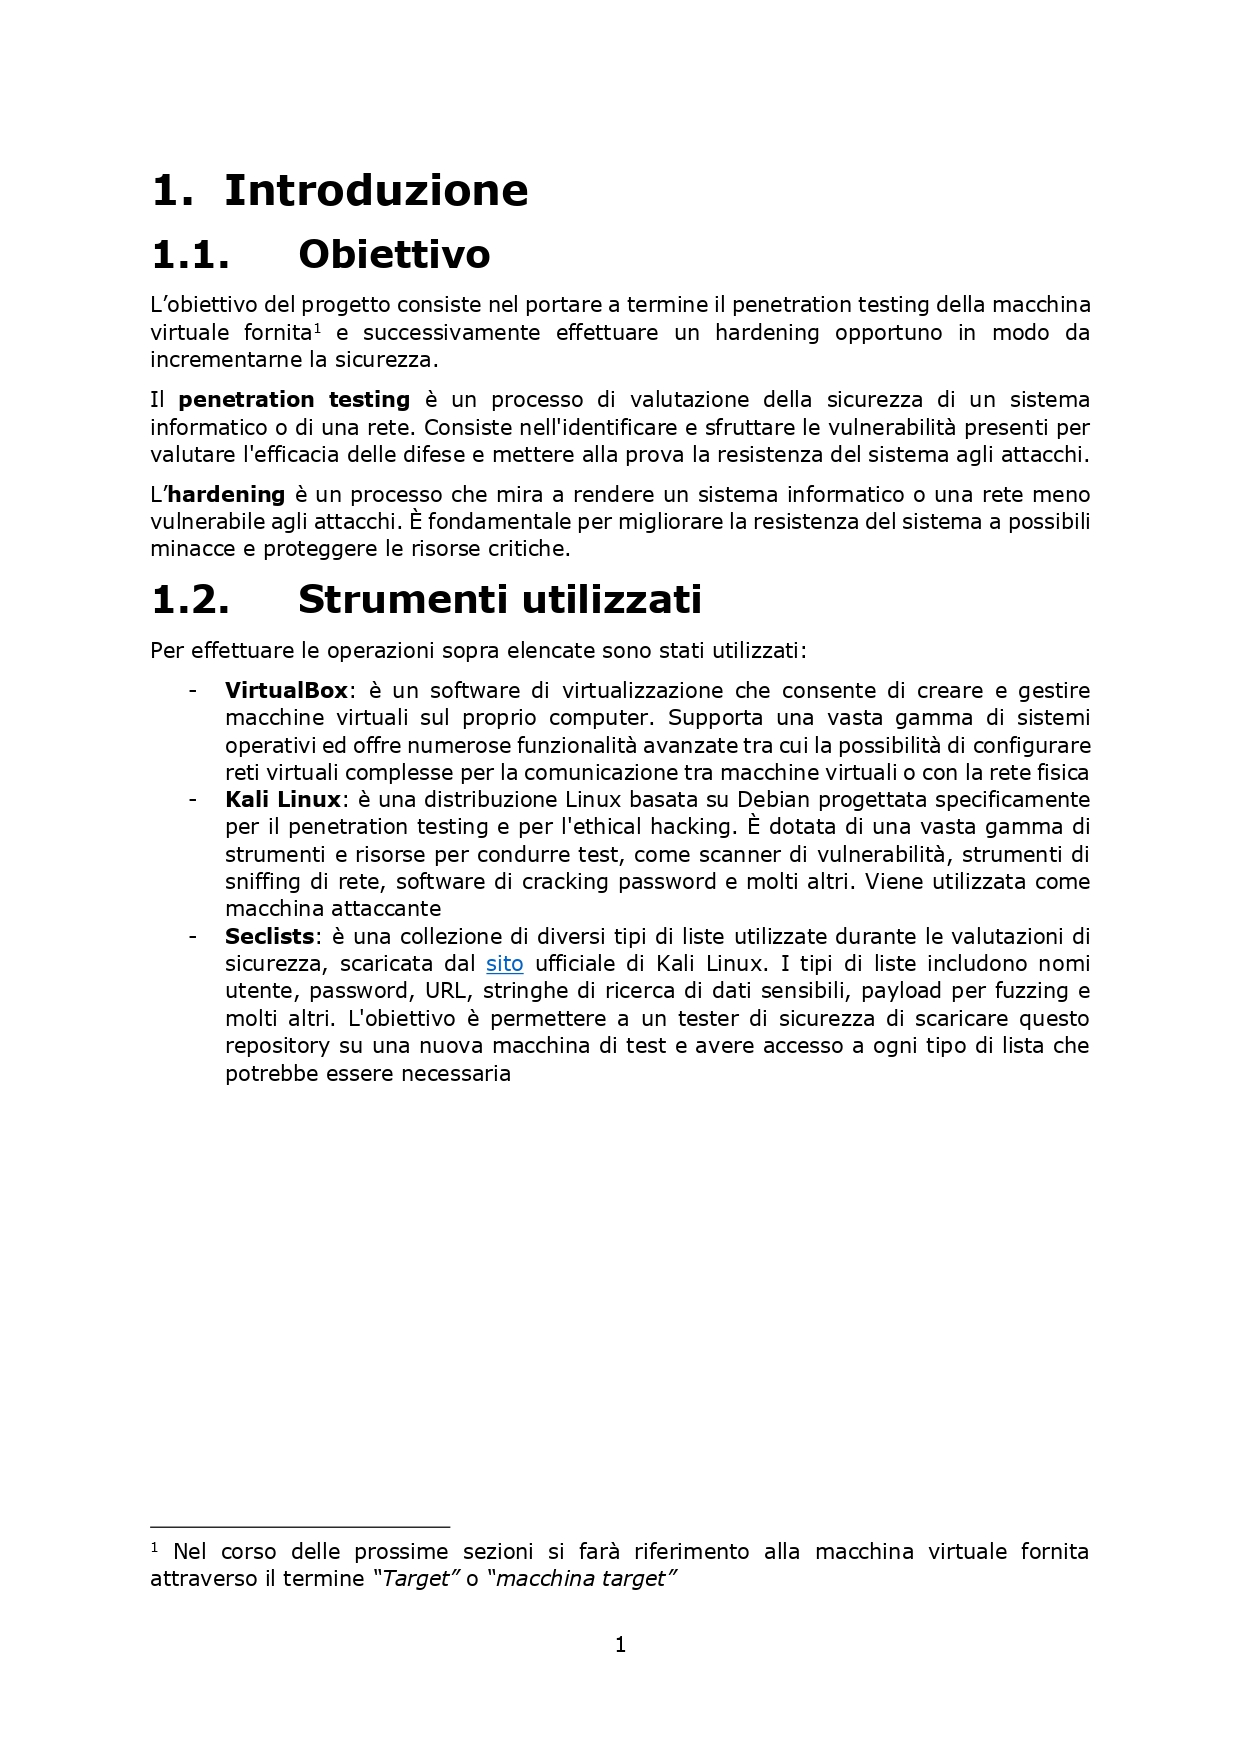 1. Introduzione
1.1. Obiettivo
L’obiettivo del progetto consiste nel portare a termine il penetration testing della macchina
virtuale fornita¹ e successivamente effettuare un hardening opportuno in modo da
incrementarne la sicurezza.
Il penetration testing è un processo di valutazione della sicurezza di un sistema
informatico o di una rete. Consiste nell'identificare e sfruttare le vulnerabilità presenti per
valutare l'efficacia delle difese e mettere alla prova la resistenza del sistema agli attacchi.
L’hardening è un processo che mira a rendere un sistema informatico o una rete meno
vulnerabile agli attacchi. È fondamentale per migliorare la resistenza del sistema a possibili
minacce e proteggere le risorse critiche.
1.2. Strumenti utilizzati
Per effettuare le operazioni sopra elencate sono stati utilizzati:
- VirtualBox: è un software di virtualizzazione che consente di creare e gestire
macchine virtuali sul proprio computer. Supporta una vasta gamma di sistemi
operativi ed offre numerose funzionalità avanzate tra cui la possibilità di configurare
reti virtuali complesse per la comunicazione tra macchine virtuali o con la rete fisica
- Kali Linux: è una distribuzione Linux basata su Debian progettata specificamente
per il penetration testing e per l'ethical hacking. È dotata di una vasta gamma di
strumenti e risorse per condurre test, come scanner di vulnerabilità, strumenti di
sniffing di rete, software di cracking password e molti altri. Viene utilizzata come
macchina attaccante
- Seclists: è una collezione di diversi tipi di liste utilizzate durante le valutazioni di
sicurezza, scaricata dal sito ufficiale di Kali Linux. I tipi di liste includono nomi
utente, password, URL, stringhe di ricerca di dati sensibili, payload per fuzzing e
molti altri. L'obiettivo è permettere a un tester di sicurezza di scaricare questo
repository su una nuova macchina di test e avere accesso a ogni tipo di lista che
potrebbe essere necessaria
¹ Nel corso delle prossime sezioni si farà riferimento alla macchina virtuale fornita
attraverso il termine “Target” o “macchina target”
1